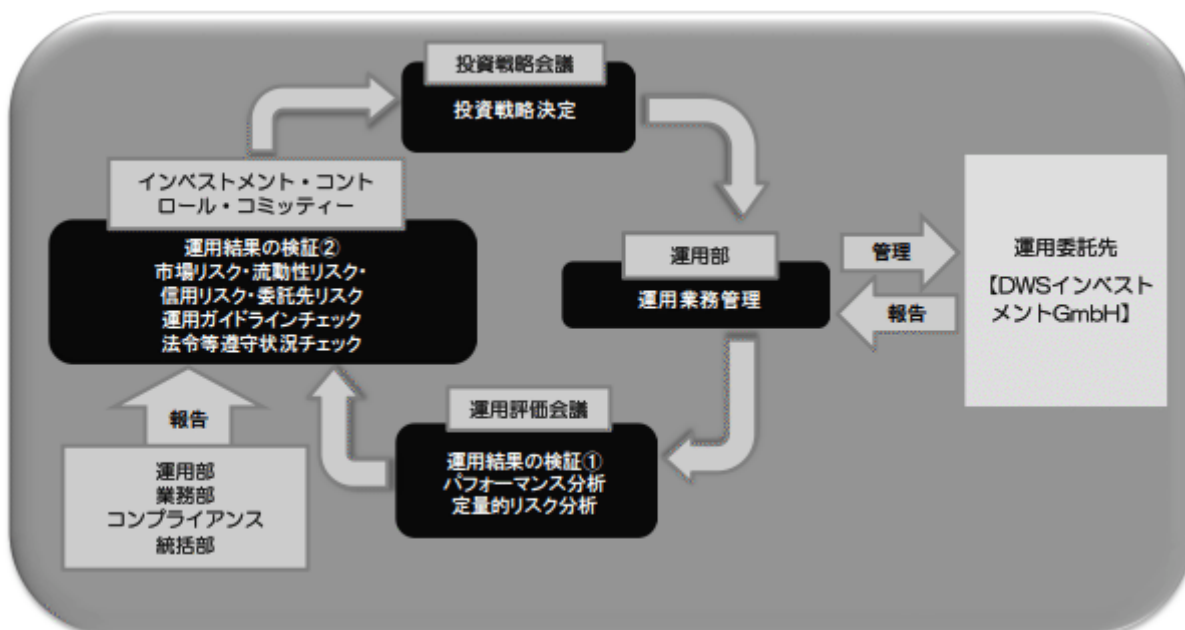 投資戦略会議
投資戦略決定
インベストメント・コント
ロール・コミッティー
運用結果の検証②
市場リスク・流動性リスク・
信用リスク・委託先リスク
運用ガイドラインチェック
法令等遵守状況チェック
運用部
運用業務管理
管理
報告
運用委託先
【DWSインベスト
メントGmbH】
運用評価会議
運用結果の検証①
パフォーマンス分析
定量的リスク分析
報告
運用部
業務部
コンプライアンス
統括部